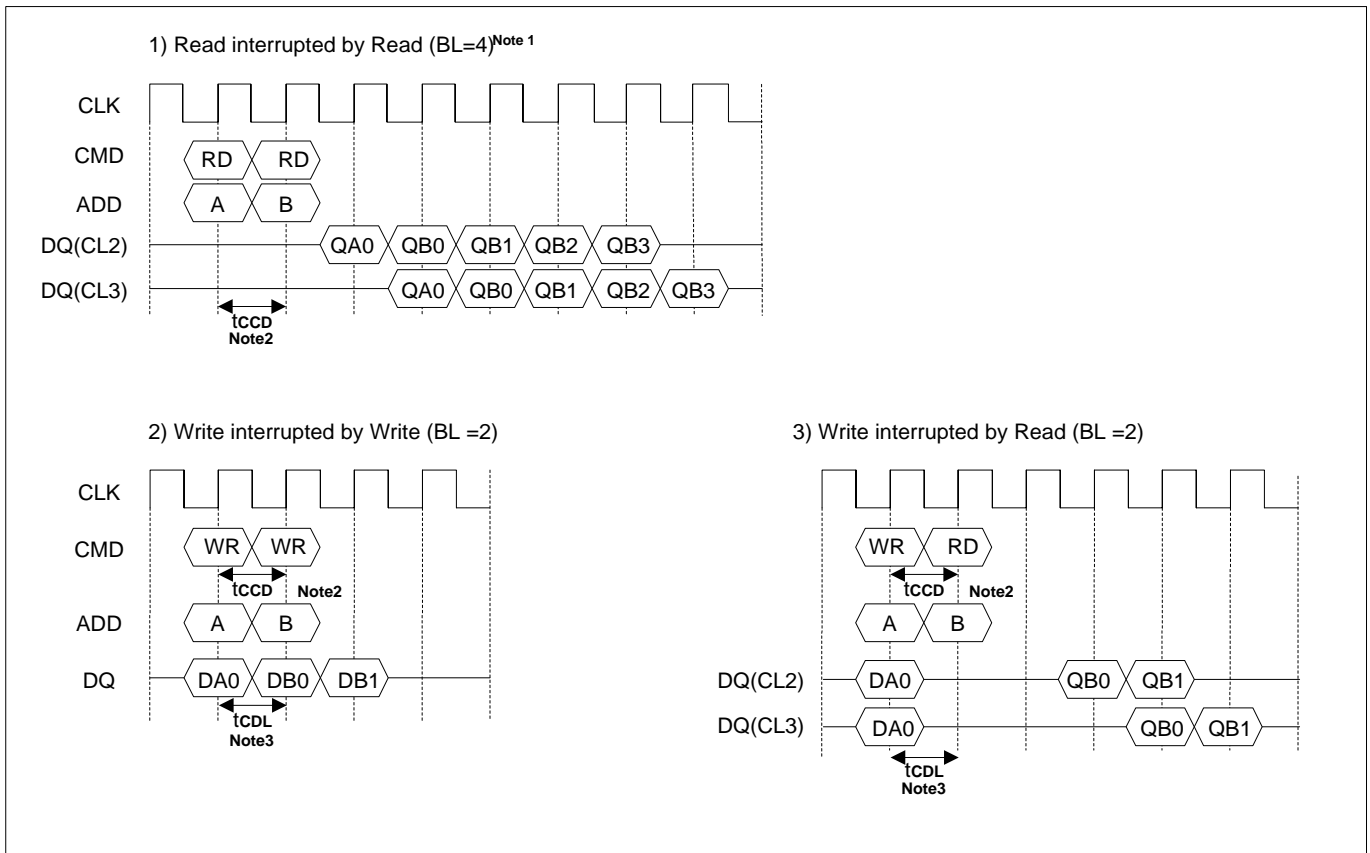 1) Read interrupted by Read (BL=4)Note 1
CLK
CMD RD RD
ADD A B
DQ(CL2) QA0 QB0 QB1 QB2 QB3
DQ(CL3) QA0 QB0 QB1 QB2 QB3
tCCD
Note2
2) Write interrupted by Write (BL =2)
CLK
CMD WR WR
tCCD Note2
ADD A B
DQ DA0 DB0 DB1
tCDL
Note3
3) Write interrupted by Read (BL =2)
WR RD
tCCD Note2
A B
DQ(CL2) DA0 QB0 QB1
DQ(CL3) DA0 QB0 QB1
tCDL
Note3